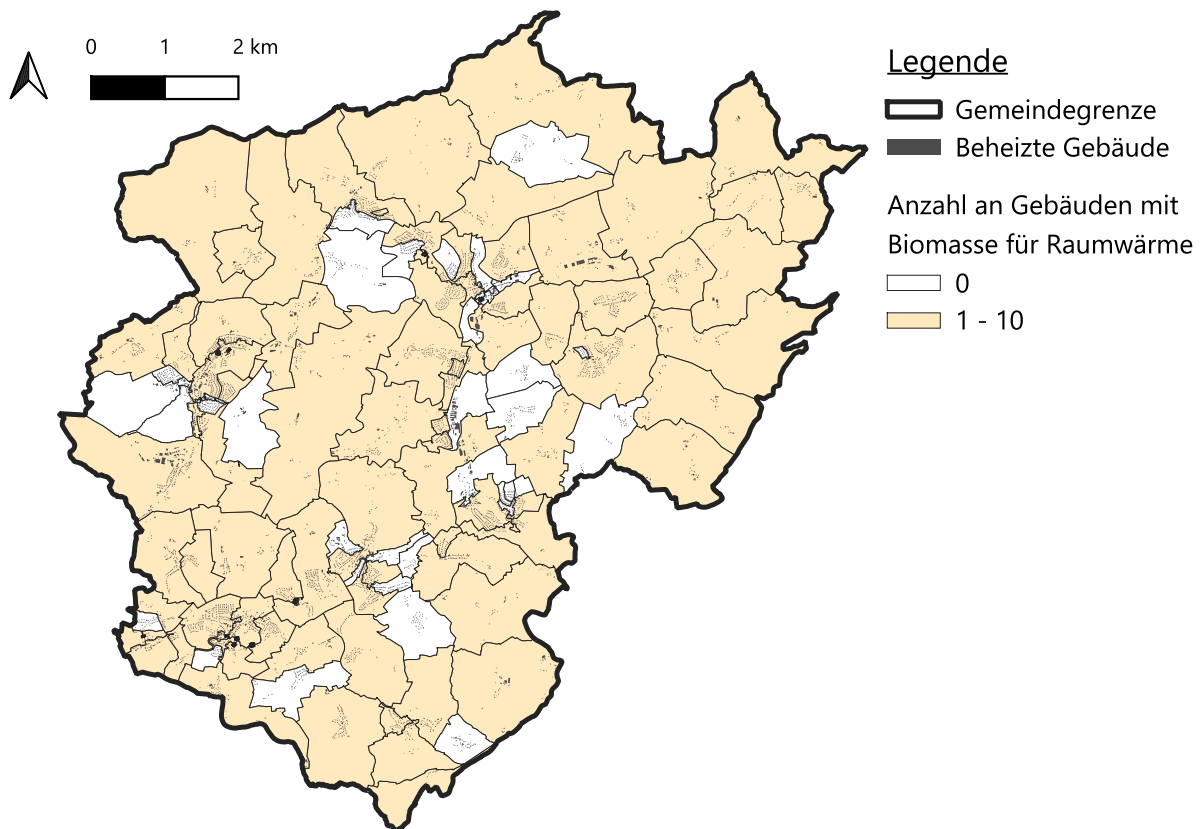 0 1 2 km
Legende
Gemeindegrenze
Beheizte Gebäude
Anzahl an Gebäuden mit
Biomasse für Raumwärme
0
1 - 10